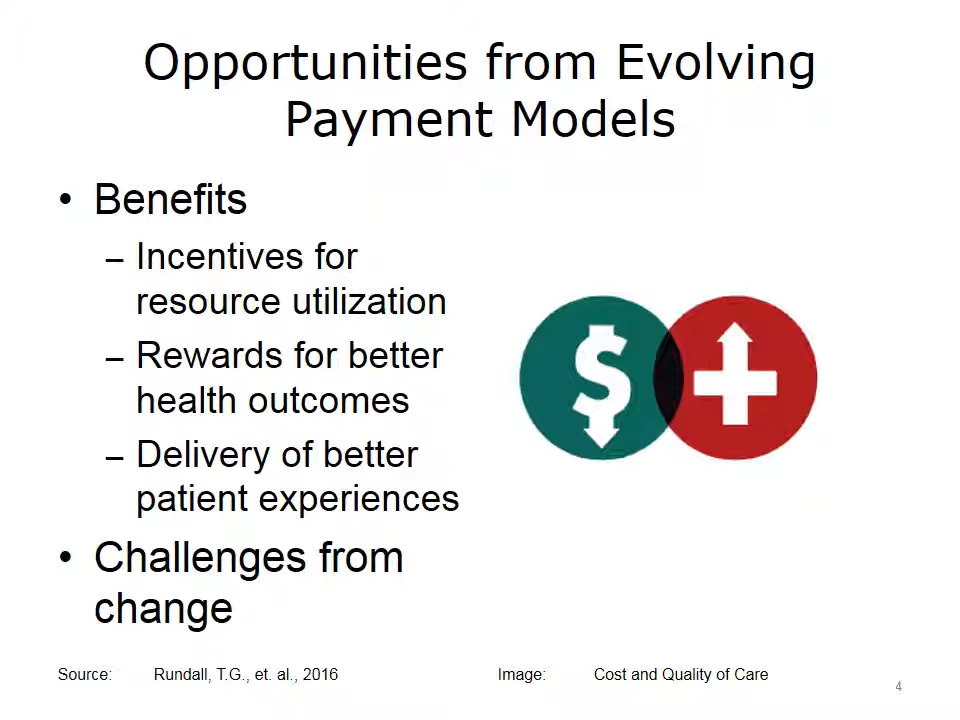 Opportunities from Evolving
Payment Models
• Benefits
– Incentives for
resource utilization
– Rewards for better
health outcomes
– Delivery of better
patient experiences
• Challenges from
change
$
Source: Rundall, T.G., et. al., 2016
Image: Cost and Quality of Care
4